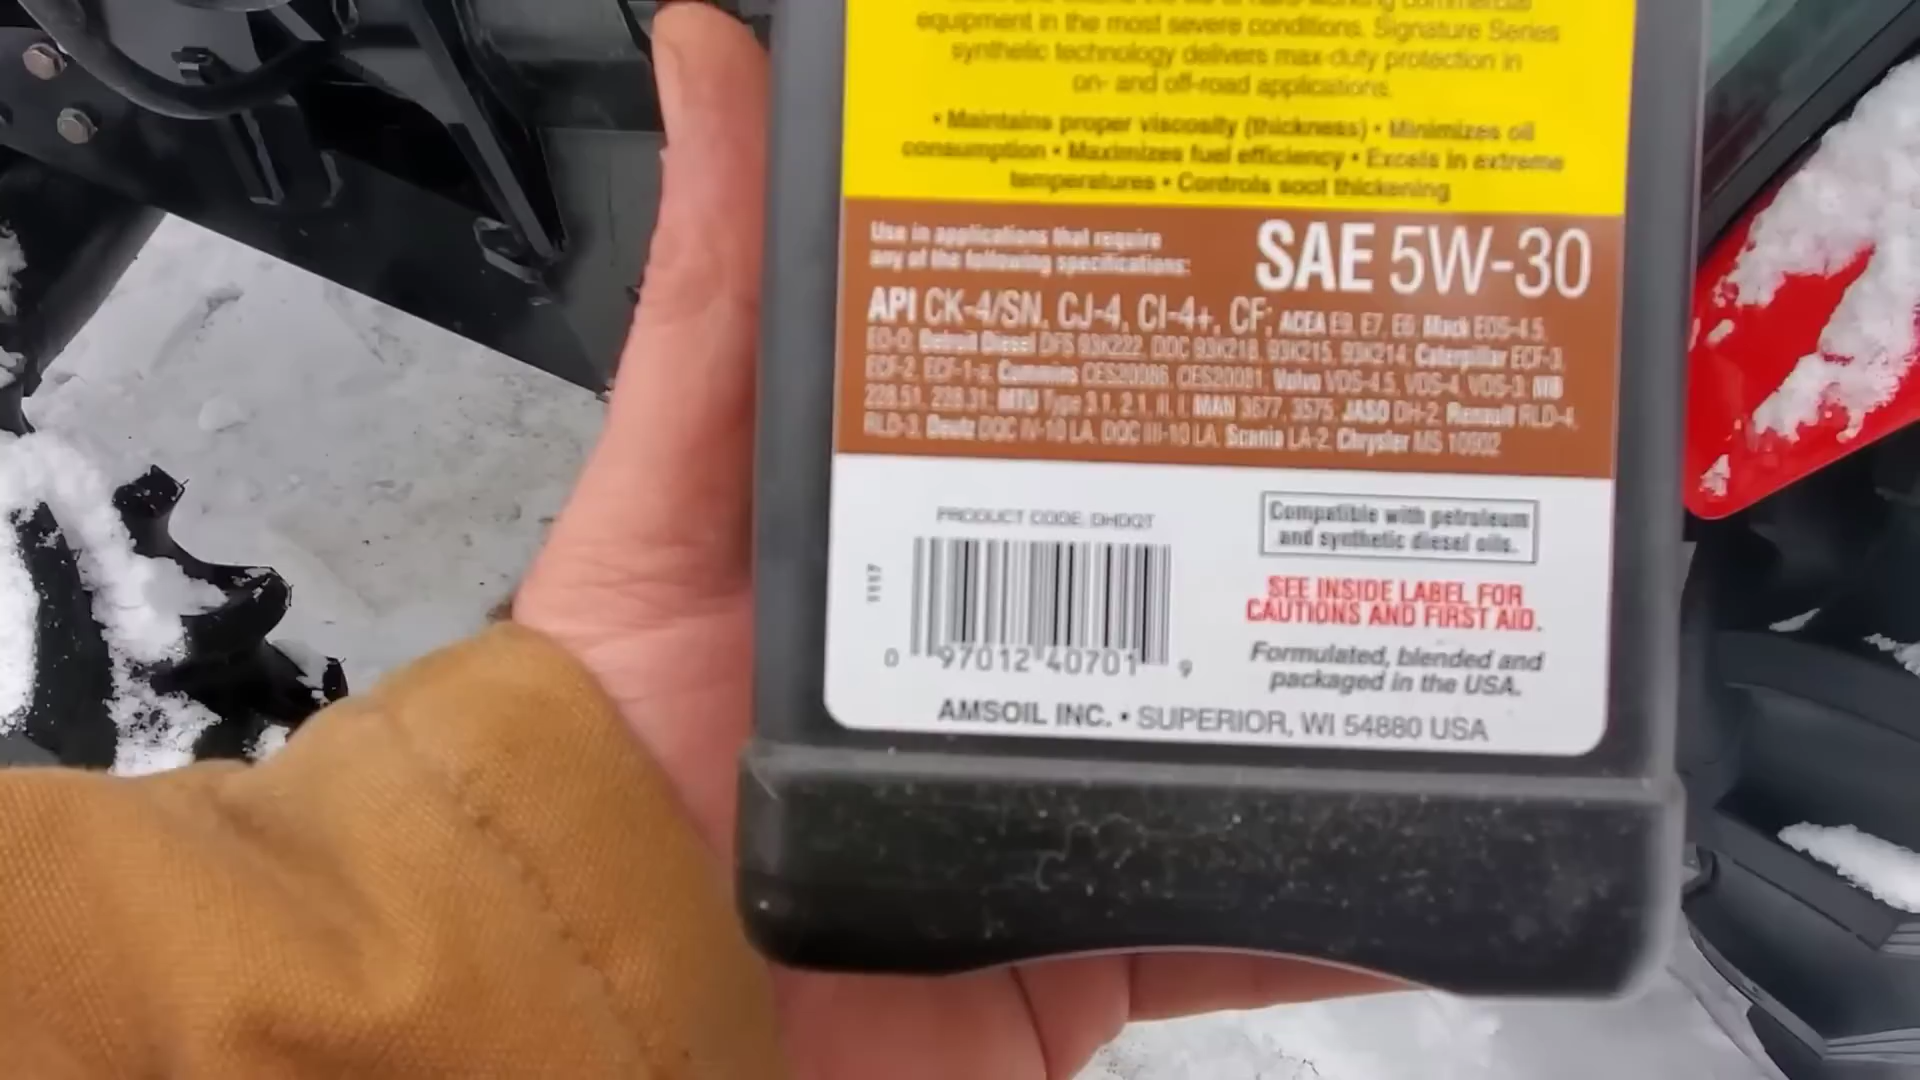 equipment in the most severe conditions. Signature Series
synthetic technology delivers max-duty protection in
on- and off-road applications.
• Maintains proper viscosity (thickness) • Minimizes oil
consumption • Maximizes fuel efficiency • Excels in extreme
temperatures • Controls soot thickening
Use in applications that require
any of the following specifications:
SAE 5W-30
API CK-4/SN, CJ-4, CI-4+, CF; ACEA E9, E7, E6, Mack EOS-4.5,
EO-O; Detroit Diesel DFS 93K222, DDC 93K218, 93K215, 93K214; Caterpillar ECF-3,
ECF-2, ECF-1-a; Cummins CES20086, CES20081; Volvo VDS-4.5, VDS-4, VDS-3; MB
228.51, 228.31; MTU Type 3.1, 2.1, II, I; MAN 3677, 3575; JASO DH-2, Renault RLD-4,
RLD-3, Deutz DQC IV-10 LA, DQC III-10 LA, Scania LA-2, Chrysler MS 10902
PRODUCT CODE: DHDQT
Compatible with petroleum
and synthetic diesel oils.
1117
SEE INSIDE LABEL FOR
CAUTIONS AND FIRST AID.
0 97012 40701 9
Formulated, blended and
packaged in the USA.
AMSOIL INC. • SUPERIOR, WI 54880 USA